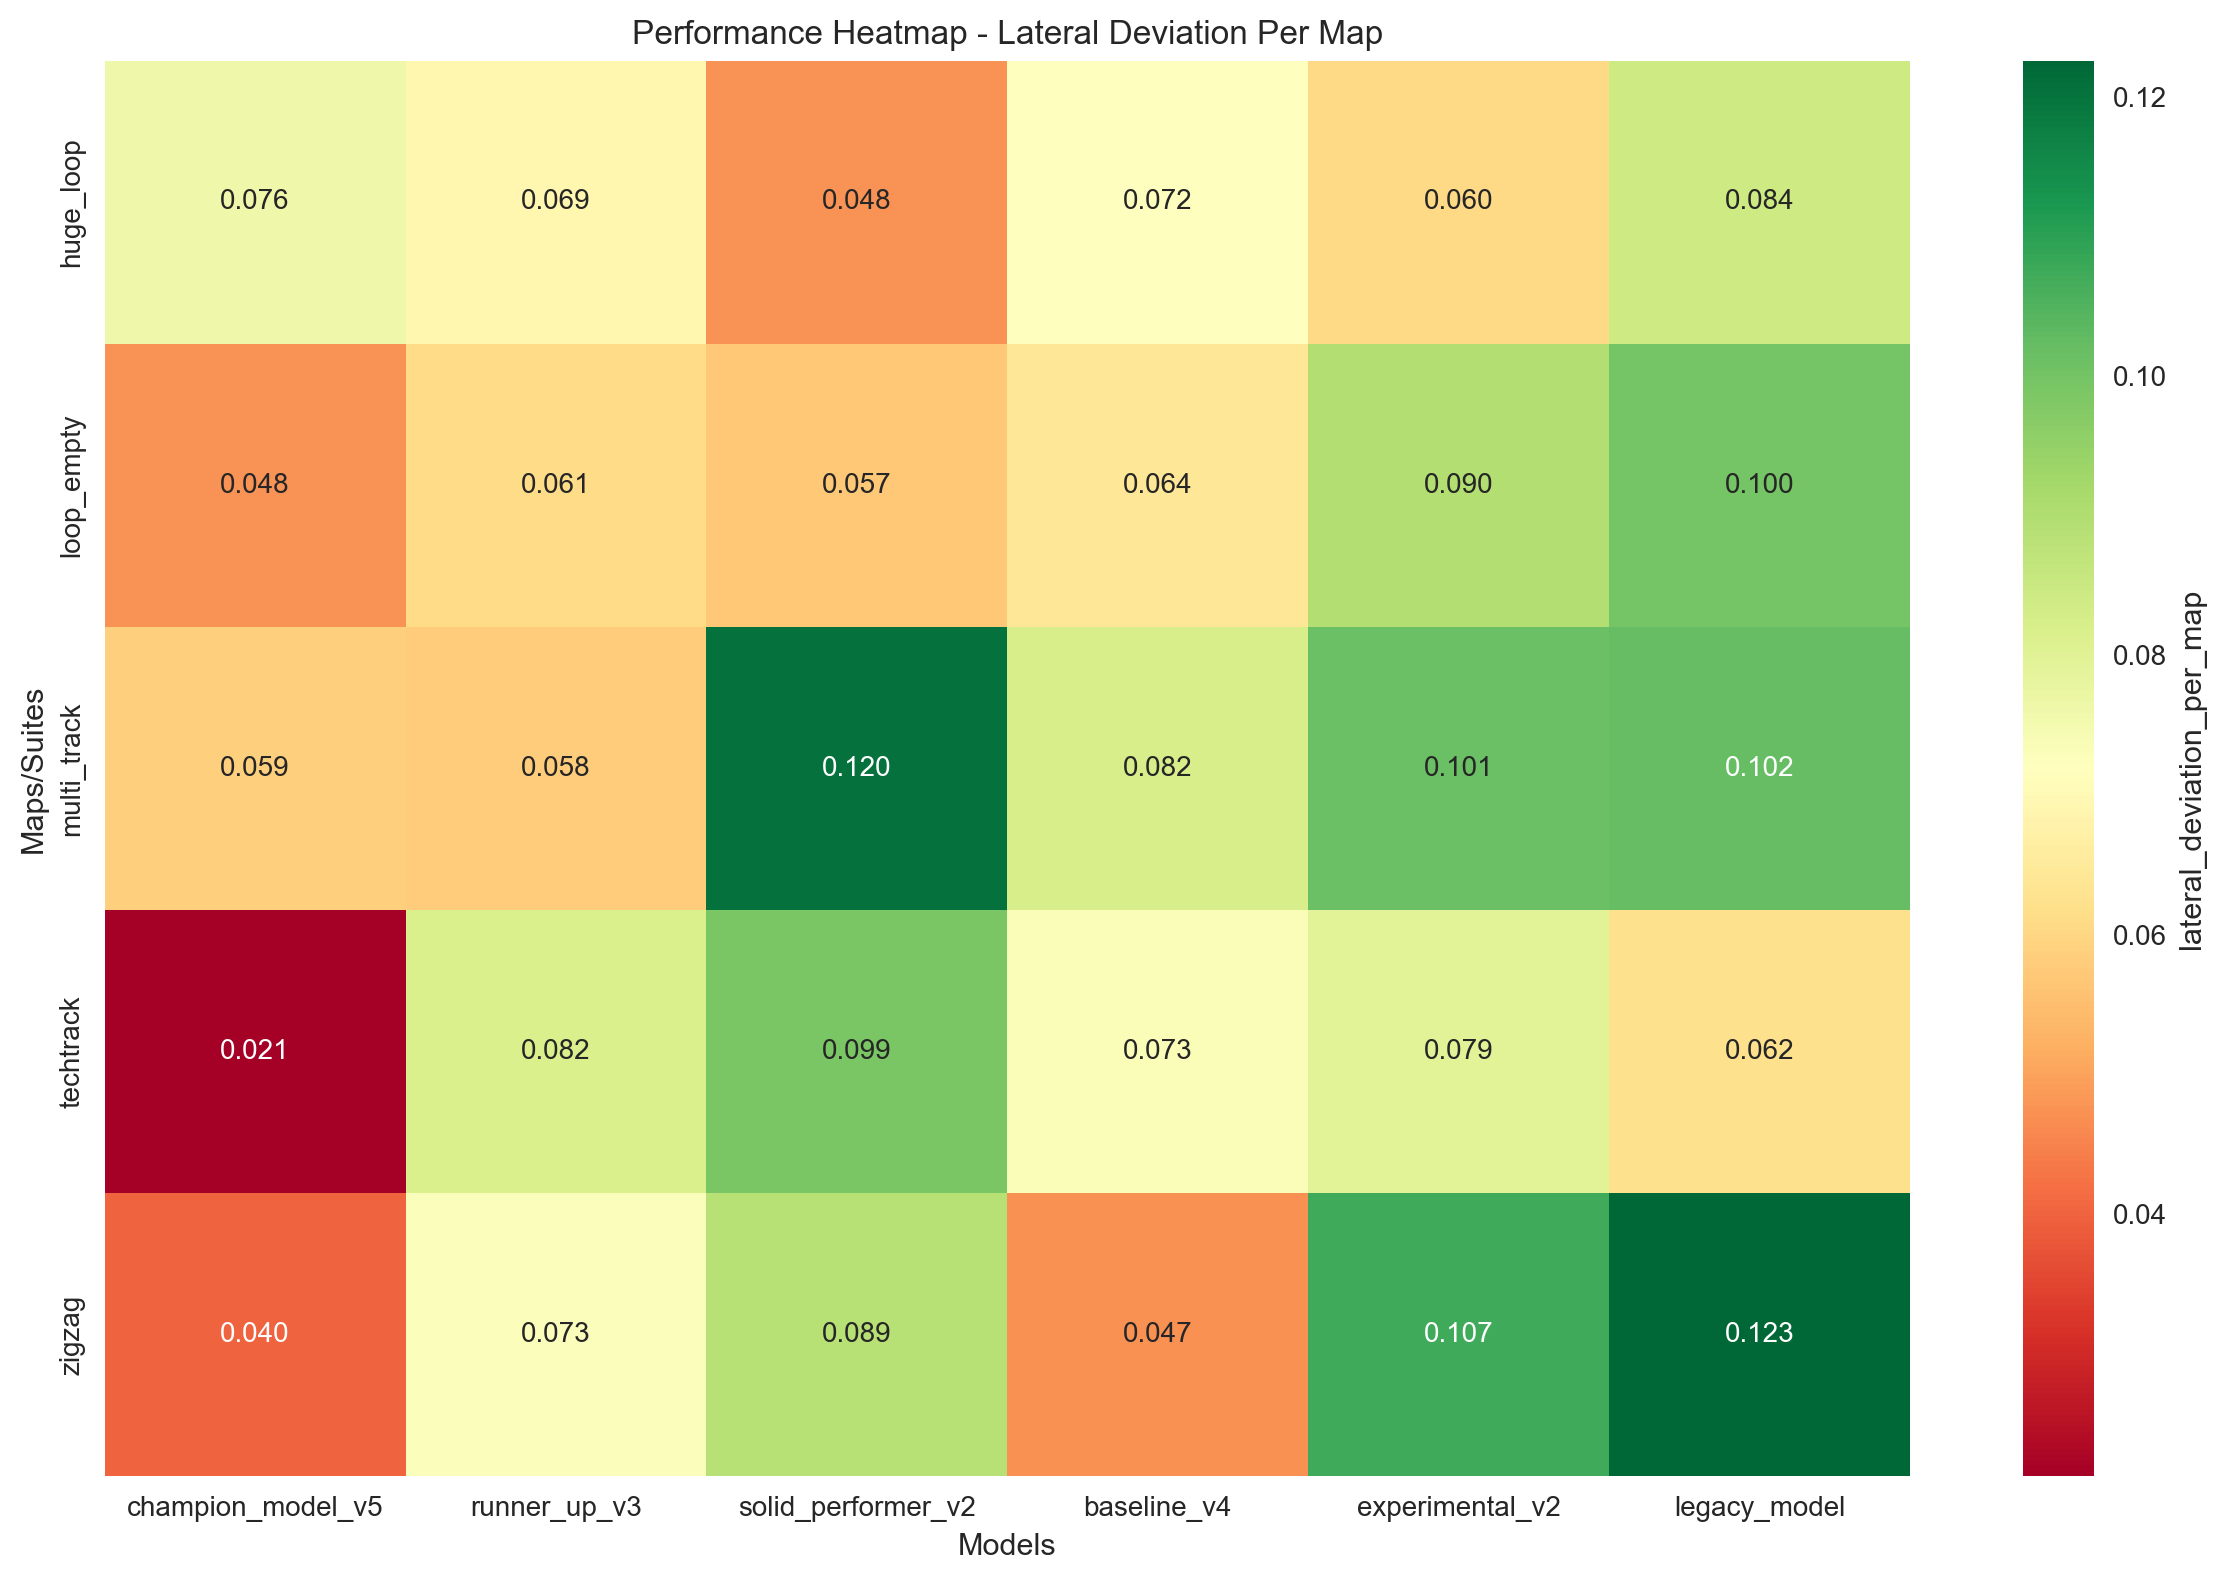 Performance Heatmap - Lateral Deviation Per Map
Maps/Suites
huge_loop
0.076 0.069 0.048 0.072 0.060 0.084
loop_empty
0.048 0.061 0.057 0.064 0.090 0.100
multi_track
0.059 0.058 0.120 0.082 0.101 0.102
techtrack
0.021 0.082 0.099 0.073 0.079 0.062
zigzag
0.040 0.073 0.089 0.047 0.107 0.123
champion_model_v5 runner_up_v3 solid_performer_v2 baseline_v4 experimental_v2 legacy_model
Models
0.12
0.10
0.08
0.06
0.04
lateral_deviation_per_map